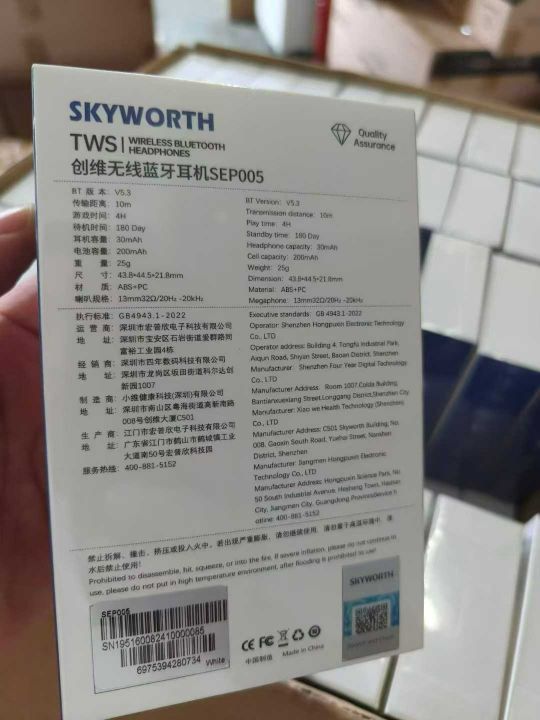 SKYWORTH
TWS WIRELESS BLUETOOTH
HEADPHONES
Quality
Assurance
创维无线蓝牙耳机SEP005
BT 版 本: V5.3
传输距离: 10m
游戏时间: 4H
待机时间: 180 Day
耳机容量: 30mAh
电池容量: 200mAh
重 量: 25g
尺 寸: 43.8*44.5*21.8mm
材 质: ABS+PC
喇叭规格: 13mm32Ω/20Hz -20kHz
BT Version: V5.3
Transmission distance: 10m
Play time: 4H
Standby time: 180 Day
Headphone capacity: 30mAh
Cell capacity: 200mAh
Weight: 25g
Dimension: 43.8*44.5*21.8mm
Material: ABS+PC
Megaphone: 13mm32Ω/20Hz -20kHz
执行标准: GB4943.1-2022
运 营 商: 深圳市宏普欣电子科技有限公司
地 址: 深圳市宝安区石岩街道爱群路同
富裕工业园4栋
经 销 商: 深圳市四年数码科技有限公司
地 址: 深圳市龙岗区坂田街道科尔达创
新园1007
制 造 商: 小维健康科技(深圳)有限公司
地 址: 深圳市南山区粤海街道高新南路
008号创维大厦C501
生 产 商: 江门市宏普欣电子科技有限公司
地 址: 广东省江门市鹤山市鹤城镇工业
大道南50号宏普欣科技园
服务热线: 400-881-5152
Executive standards: GB 4943.1-2022
Operator: Shenzhen Hongpuxin Electronic Technology
Co., LTD
Operator address: Building 4, Tongfu Industrial Park,
Aiqun Road, Shiyan Street, Baoan District, Shenzhen
Manufacturer: Shenzhen Four Year Digital Technology
Co., LTD
Manufacturer Address: Room 1007,Colda Building,
Bantianxuexiang Street,Longgang District,Shenzhen City
Manufacturer: Xiao we Health Technology (Shenzhen)
Co., LTD
Manufacturer Address: C501 Skyworth Building, No.
008, Gaoxin South Road, Yuehai Street, Nanshan
District, Shenzhen
Manufacturer: Jiangmen Hongpuxin Electronic
Technology Co., LTD
Manufacturer Address: Hongpuxin Science Park, No.
50 South Industrial Avenue, Hesheng Town, Haishan
City, Jiangmen City, Guangdong ProvinceService h
otline: 400-881-5152
禁止拆解、撞击、挤压或投入火中。若出现严重膨胀，请勿继续使用，请勿置于高温环境中，浸
水后禁止使用！
Prohibited to disassemble, hit, squeeze, or into the fire. If severe inflation, please do not continue to
use, please do not put in high temperature environment, after flooding is prohibited to use.
SEP005
SN195160082410000085
6975394280734
White
CE FC
中国制造 Made in China
SKYWORTH